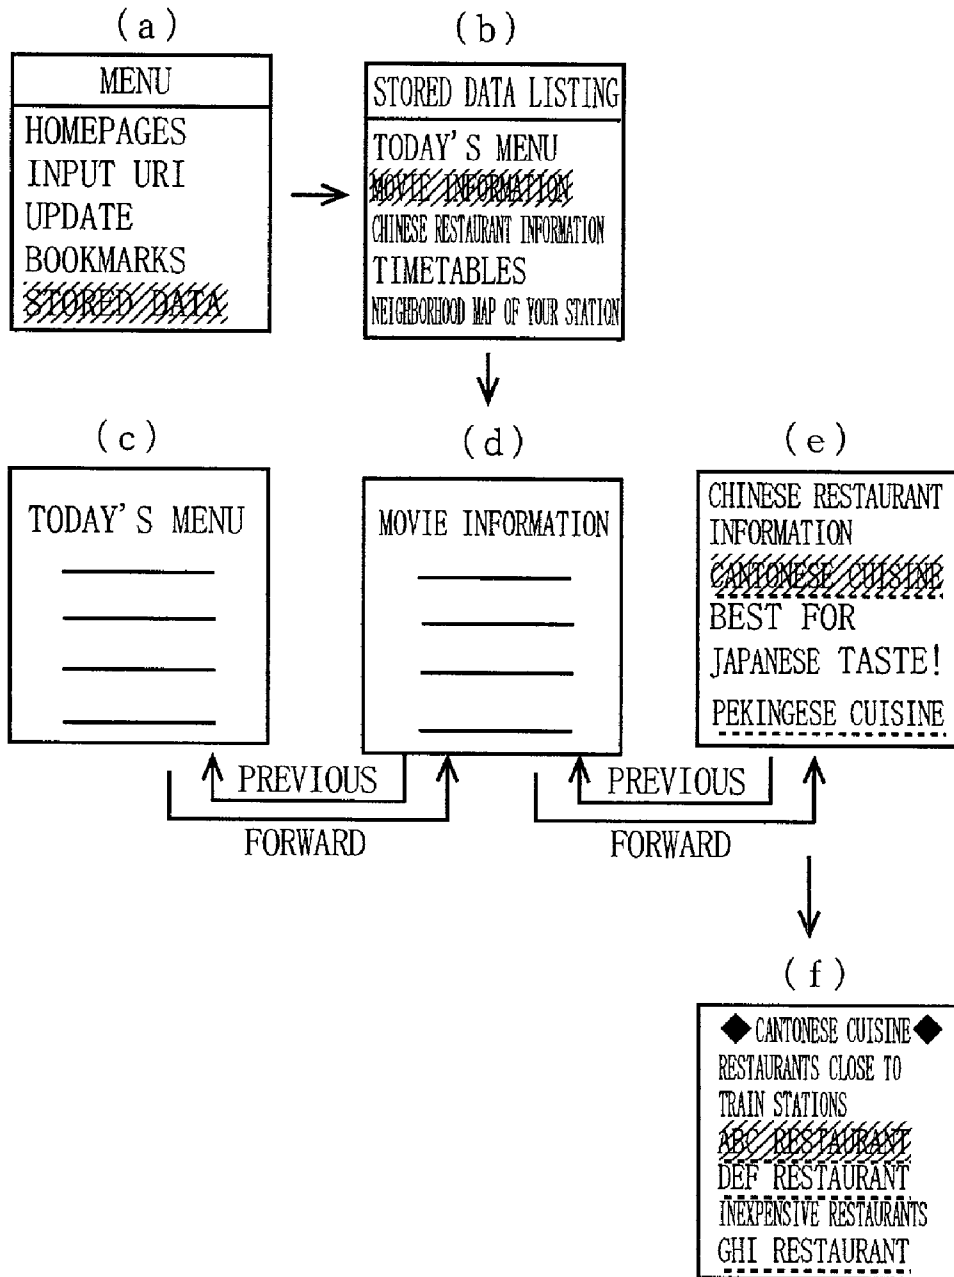 (a)
MENU
HOMEPAGES
INPUT URI
UPDATE
BOOKMARKS
STORED DATA
(b)
STORED DATA LISTING
TODAY'S MENU
MOVIE INFORMATION
CHINESE RESTAURANT INFORMATION
TIMETABLES
NEIGHBORHOOD MAP OF YOUR STATION
(c)
TODAY'S MENU
(d)
MOVIE INFORMATION
(e)
CHINESE RESTAURANT
INFORMATION
CANTONESE CUISINE
BEST FOR
JAPANESE TASTE!
PEKINGESE CUISINE
PREVIOUS
FORWARD
PREVIOUS
FORWARD
(f)
◆CANTONESE CUISINE◆
RESTAURANTS CLOSE TO
TRAIN STATIONS
ABC RESTAURANT
DEF RESTAURANT
INEXPENSIVE RESTAURANTS
GHI RESTAURANT